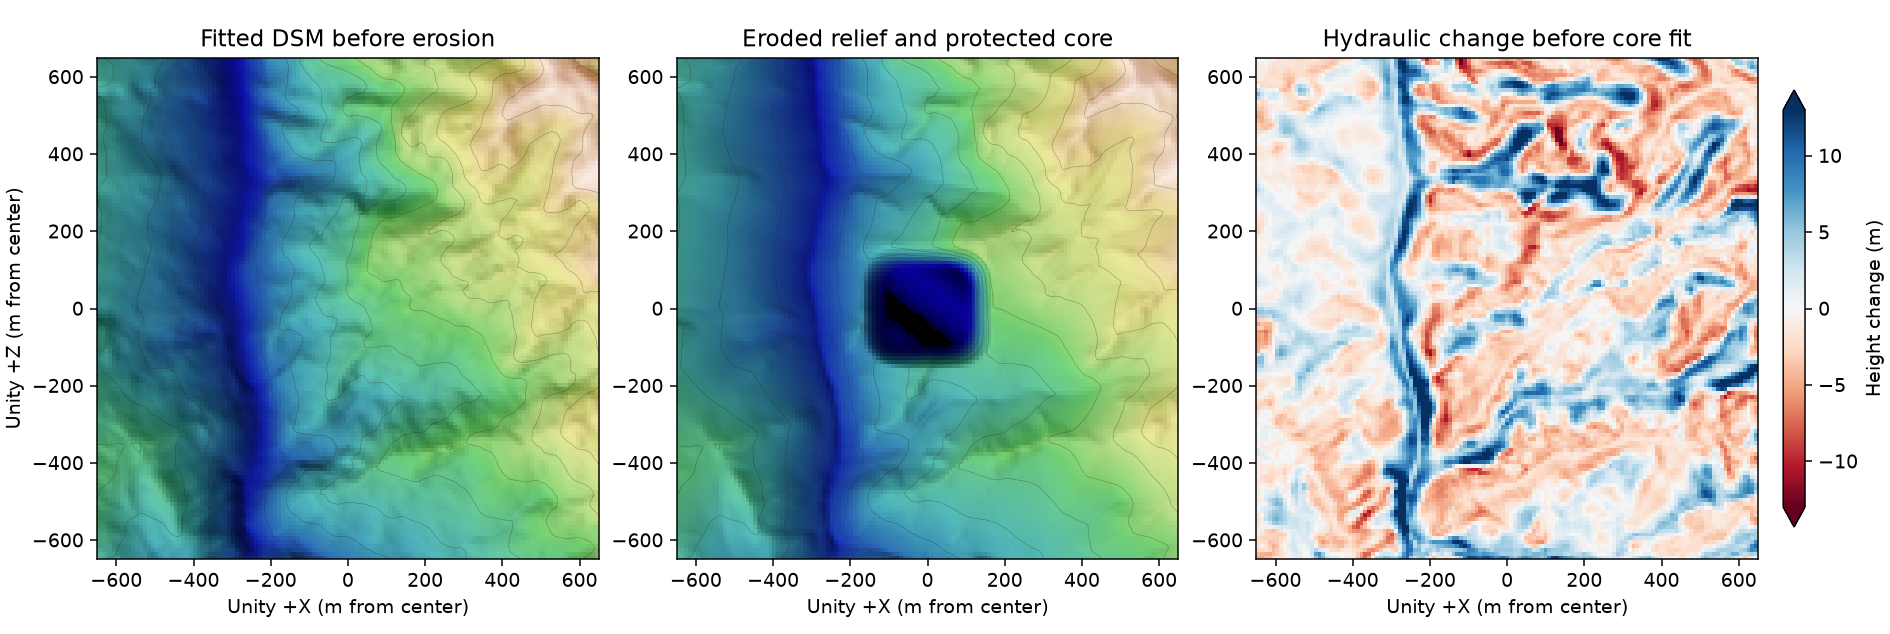 Fitted DSM before erosion
Eroded relief and protected core
Hydraulic change before core fit
600
400
200
0
−200
−400
−600
Unity +Z (m from center)
600
400
200
0
−200
−400
−600
600
400
200
0
−200
−400
−600
10
5
0
−5
−10
Height change (m)
−600 −400 −200 0 200 400 600
−600 −400 −200 0 200 400 600
−600 −400 −200 0 200 400 600
Unity +X (m from center)
Unity +X (m from center)
Unity +X (m from center)